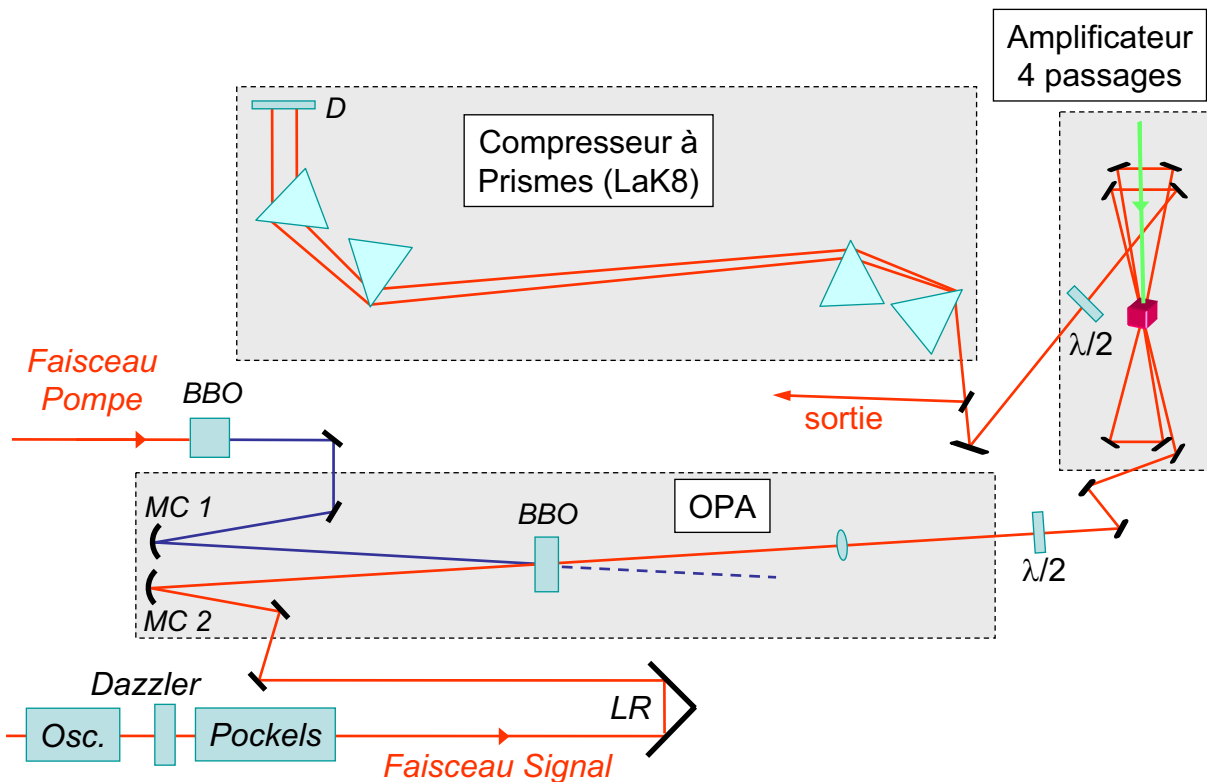 Amplificateur
4 passages
D
Compresseur à
Prismes (LaK8)
λ/2
Faisceau
Pompe
BBO
sortie
MC 1
BBO
OPA
λ/2
MC 2
Dazzler
LR
Osc.
Pockels
Faisceau Signal